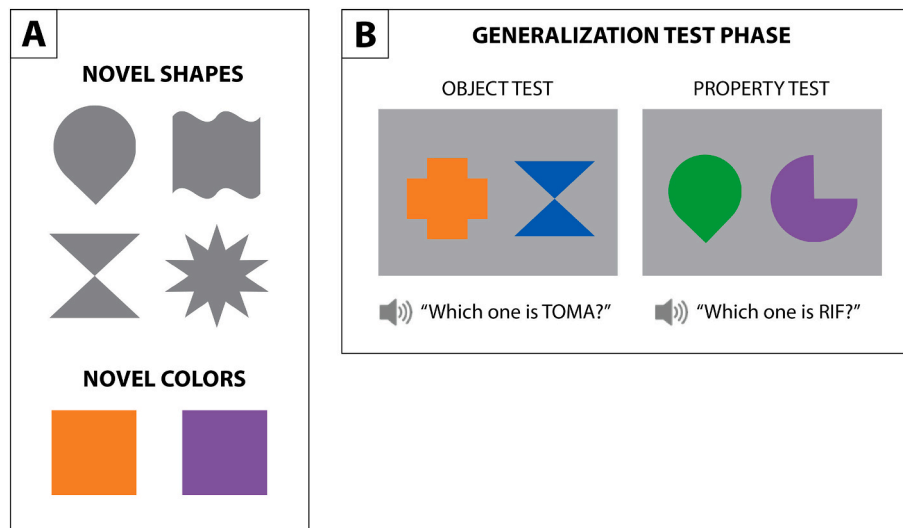 A
NOVEL SHAPES
NOVEL COLORS
B
GENERALIZATION TEST PHASE
OBJECT TEST
PROPERTY TEST
“Which one is TOMA?”
“Which one is RIF?”